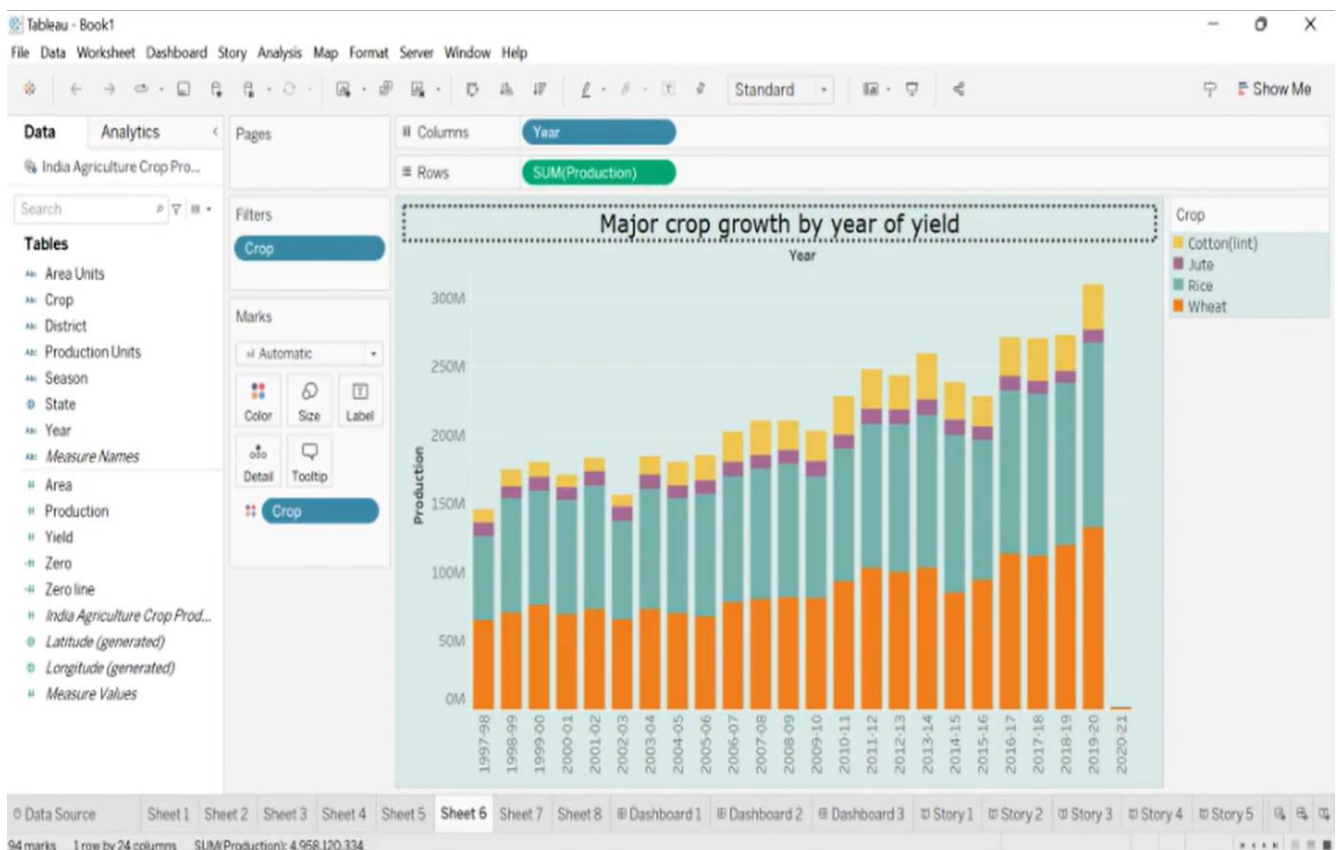 Tableau - Book1
File Data Worksheet Dashboard Story Analysis Map Format Server Window Help
Standard
Show Me
Data Analytics
India Agriculture Crop Pro...
Search
Tables
Abc Area Units
Abc Crop
Abc District
Abc Production Units
Abc Season
State
Abc Year
Abc Measure Names
Area
Production
Yield
Zero
Zero line
India Agriculture Crop Prod...
Latitude (generated)
Longitude (generated)
Measure Values
Pages
Filters
Crop
Marks
Automatic
Color Size Label
Detail Tooltip
Crop
Columns Year
Rows SUM(Production)
Major crop growth by year of yield
Year
Production
300M
250M
200M
150M
100M
50M
0M
1997-98 1998-99 1999-00 2000-01 2001-02 2002-03 2003-04 2004-05 2005-06 2006-07 2007-08 2008-09 2009-10 2010-11 2011-12 2012-13 2013-14 2014-15 2015-16 2016-17 2017-18 2018-19 2019-20 2020-21
Crop
Cotton(lint)
Jute
Rice
Wheat
Data Source Sheet 1 Sheet 2 Sheet 3 Sheet 4 Sheet 5 Sheet 6 Sheet 7 Sheet 8 Dashboard 1 Dashboard 2 Dashboard 3 Story 1 Story 2 Story 3 Story 4 Story 5
94 marks 1 row by 24 columns SUM(Production): 4,958,120,334